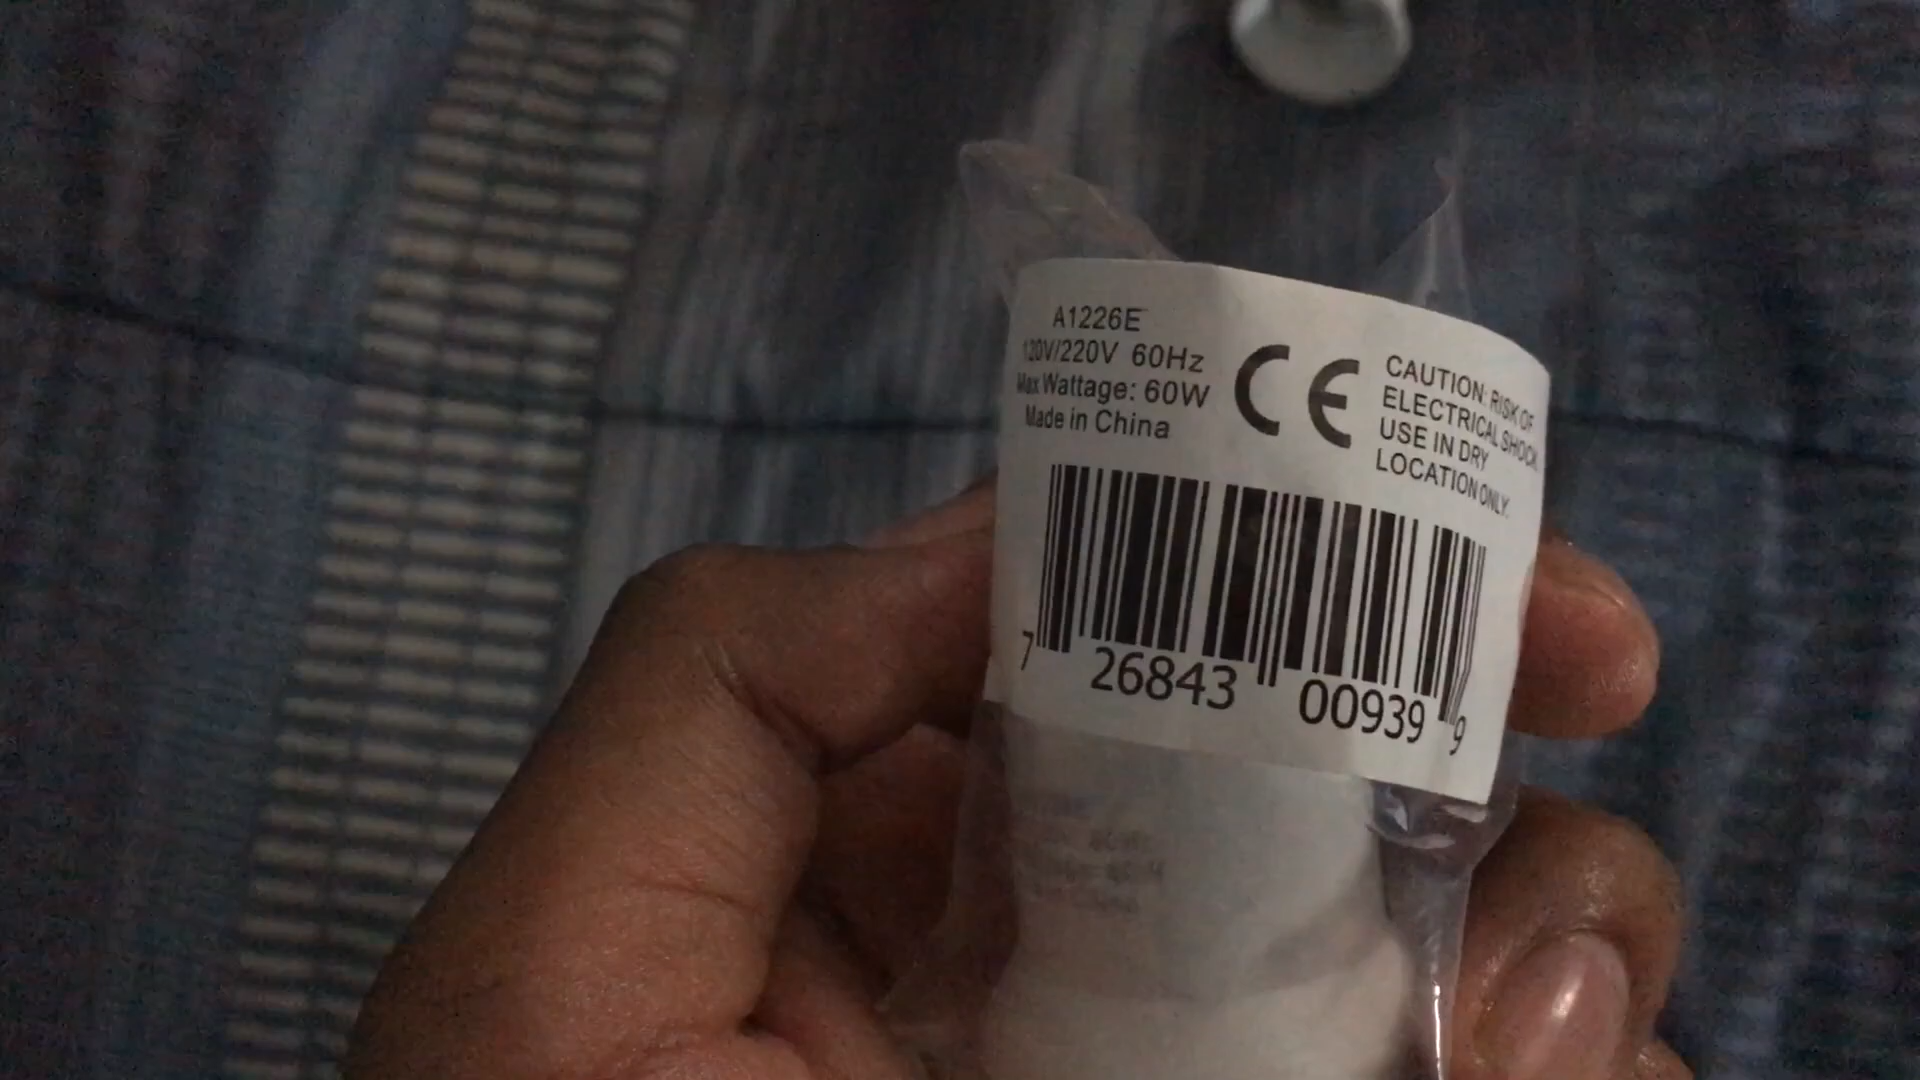 A1226E
120V/220V 60Hz
Max Wattage: 60W
Made in China
CE
CAUTION: RISK OF
ELECTRICAL SHOCK.
USE IN DRY
LOCATION ONLY.
7 26843 00939 9